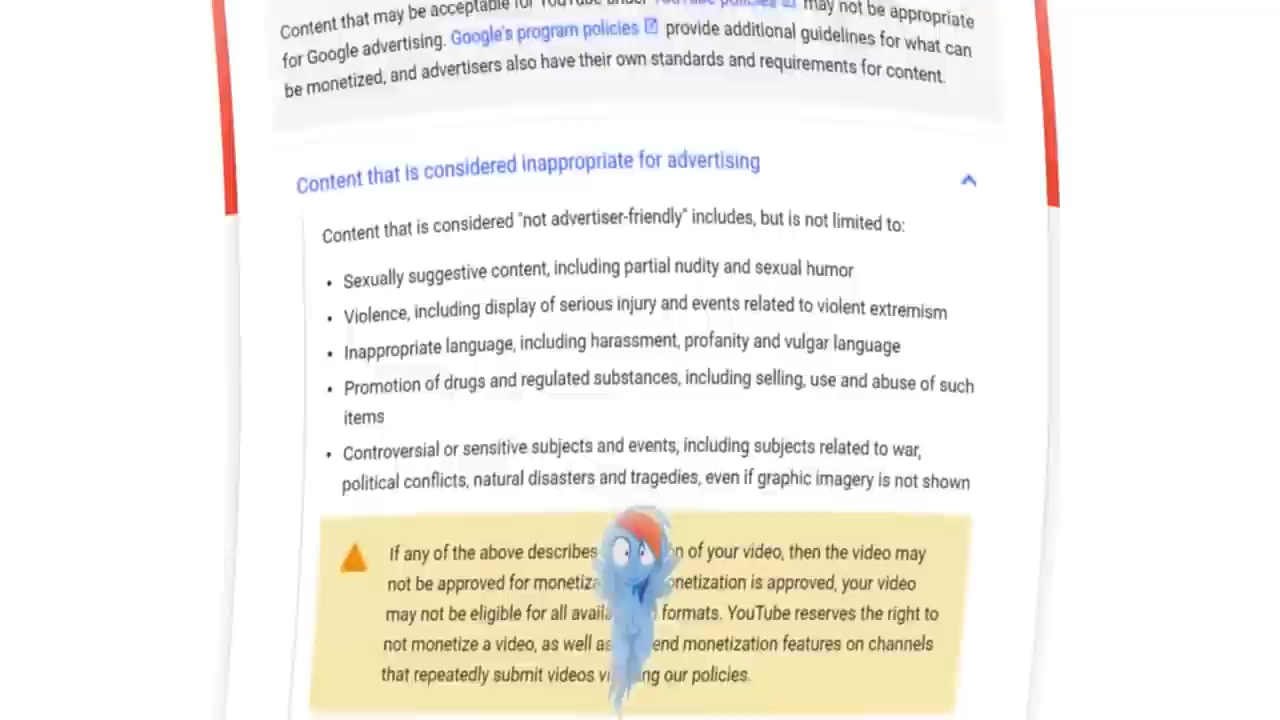 Content that may be acceptable for YouTube under YouTube policies may not be appropriate
for Google advertising. Google's program policies provide additional guidelines for what can
be monetized, and advertisers also have their own standards and requirements for content.
Content that is considered inappropriate for advertising
Content that is considered "not advertiser-friendly" includes, but is not limited to:
• Sexually suggestive content, including partial nudity and sexual humor
• Violence, including display of serious injury and events related to violent extremism
• Inappropriate language, including harassment, profanity and vulgar language
• Promotion of drugs and regulated substances, including selling, use and abuse of such
items
• Controversial or sensitive subjects and events, including subjects related to war,
political conflicts, natural disasters and tragedies, even if graphic imagery is not shown
If any of the above describes of your video, then the video may
not be approved for is approved, your video
may not be eligible for all formats. YouTube reserves the right to
not monetize a video, as well as monetization features on channels
that repeatedly submit videos our policies.